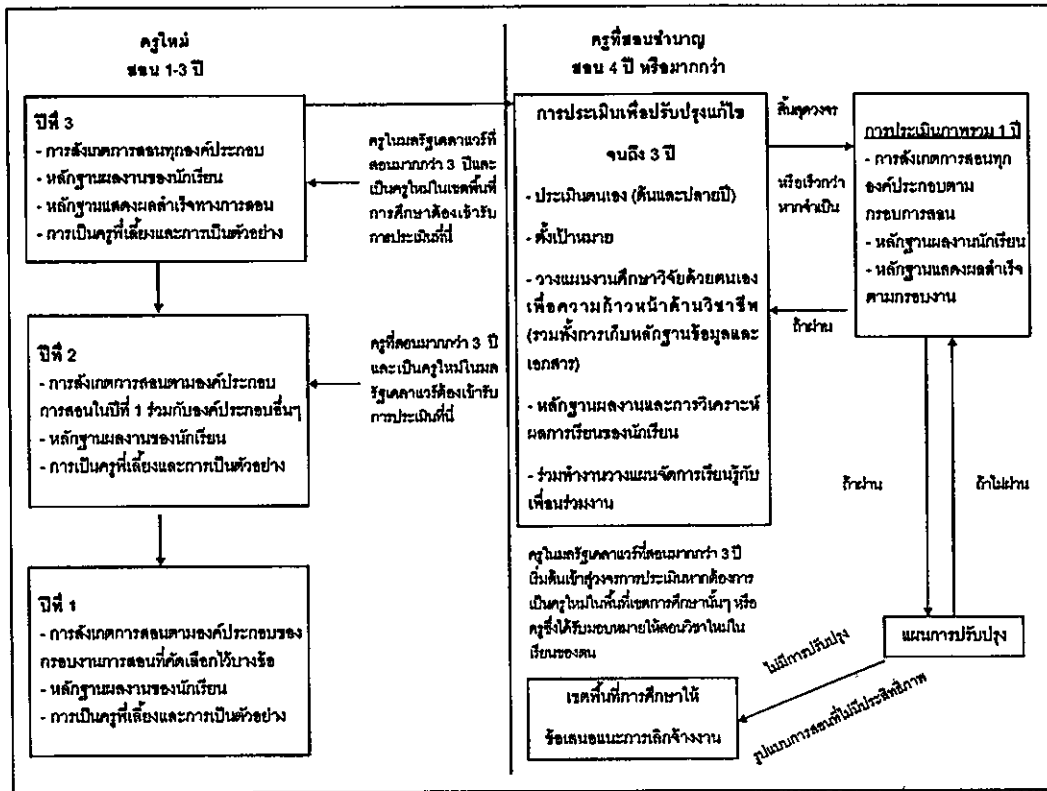 ครูใหม่
สอน 1-3 ปี
ปีที่ 3
- การสังเกตการสอนทุกองค์ประกอบ
- หลักฐานผลงานของนักเรียน
- หลักฐานแสดงผลสำเร็จทางการสอน
- การเป็นครูพี่เลี้ยงและการเป็นตัวอย่าง
ครูในมลรัฐเดลาแวร์ที่
สอนมากกว่า 3 ปีและ
เป็นครูใหม่ในเขตพื้นที่
การศึกษาต้องเข้ารับ
การประเมินที่นี่
ปีที่ 2
- การสังเกตการสอนตามองค์ประกอบ
การสอนในปีที่ 1 ร่วมกับองค์ประกอบอื่นๆ
- หลักฐานผลงานของนักเรียน
- การเป็นครูพี่เลี้ยงและการเป็นตัวอย่าง
ครูที่สอนมากกว่า 3 ปี
และเป็นครูใหม่ในมล
รัฐเดลาแวร์ต้องเข้ารับ
การประเมินที่นี่
ปีที่ 1
- การสังเกตการสอนตามองค์ประกอบของ
กรอบงานการสอนที่คัดเลือกไว้บางข้อ
- หลักฐานผลงานของนักเรียน
- การเป็นครูพี่เลี้ยงและการเป็นตัวอย่าง
ครูที่สอนชำนาญ
สอน 4 ปี หรือมากกว่า
การประเมินเพื่อปรับปรุงแก้ไข
จนถึง 3 ปี
- ประเมินตนเอง (ต้นและปลายปี)
- ตั้งเป้าหมาย
- วางแผนงานศึกษาวิจัยด้วยตนเอง
เพื่อความก้าวหน้าด้านวิชาชีพ
(รวมทั้งการเก็บหลักฐานข้อมูลและ
เอกสาร)
- หลักฐานผลงานและการวิเคราะห์
ผลการเรียนของนักเรียน
- ร่วมทำงานวางแผนจัดการเรียนรู้กับ
เพื่อนร่วมงาน
สิ้นสุดวงจร
หรือเร็วกว่า
หากจำเป็น
การประเมินภาพรวม 1 ปี
- การสังเกตการสอนทุก
องค์ประกอบตาม
กรอบการสอน
- หลักฐานผลงานนักเรียน
- หลักฐานแสดงผลสำเร็จ
ตามกรอบงาน
ถ้าผ่าน
ถ้าผ่าน
ถ้าไม่ผ่าน
ครูในมลรัฐเดลาแวร์ที่สอนมากกว่า 3 ปี
เริ่มต้นเข้าสู่วงจรการประเมินหากต้องการ
เป็นครูใหม่ในพื้นที่เขตการศึกษานั้นๆ หรือ
ครูซึ่งได้รับมอบหมายให้สอนวิชาใหม่ใน
เรียนของตน
แผนการปรับปรุง
ไม่มีการปรับปรุง
รูปแบบการสอนที่ไม่มีประสิทธิภาพ
เขตพื้นที่การศึกษาให้
ข้อเสนอแนะการเลิกจ้างงาน